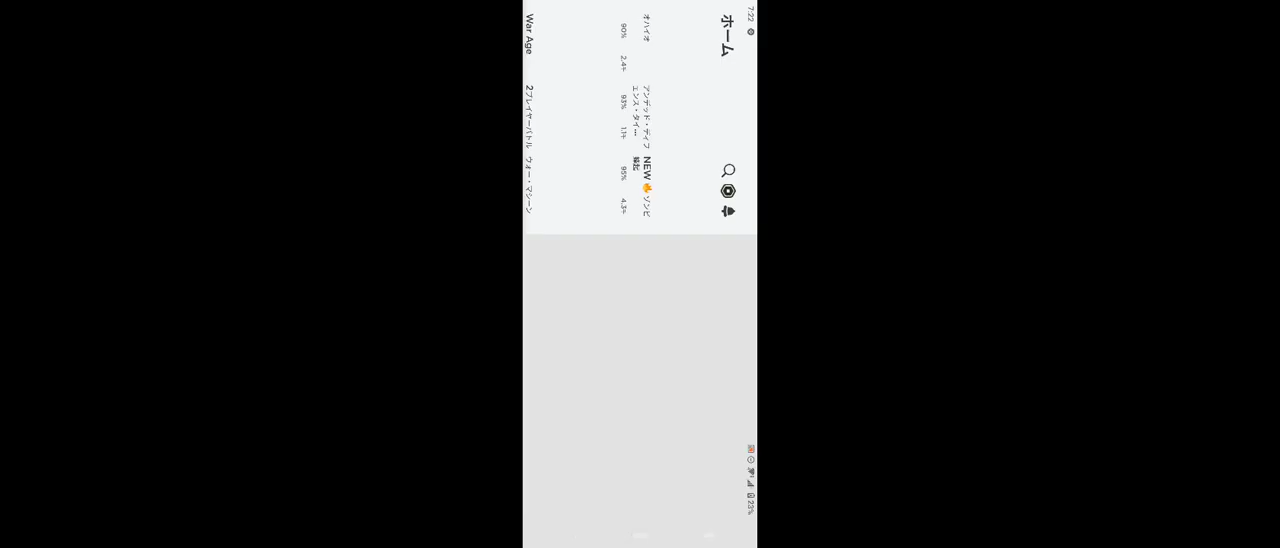 7:22
23%
ホーム
オハイオ
90% 2.4千
アンデッド・ディフ
ェンス・タイ...
93% 1.1千
NEW 🔥 ゾンビ
95% 4.3千
War Age
2プレイヤーバトル
ウォー・マシーン